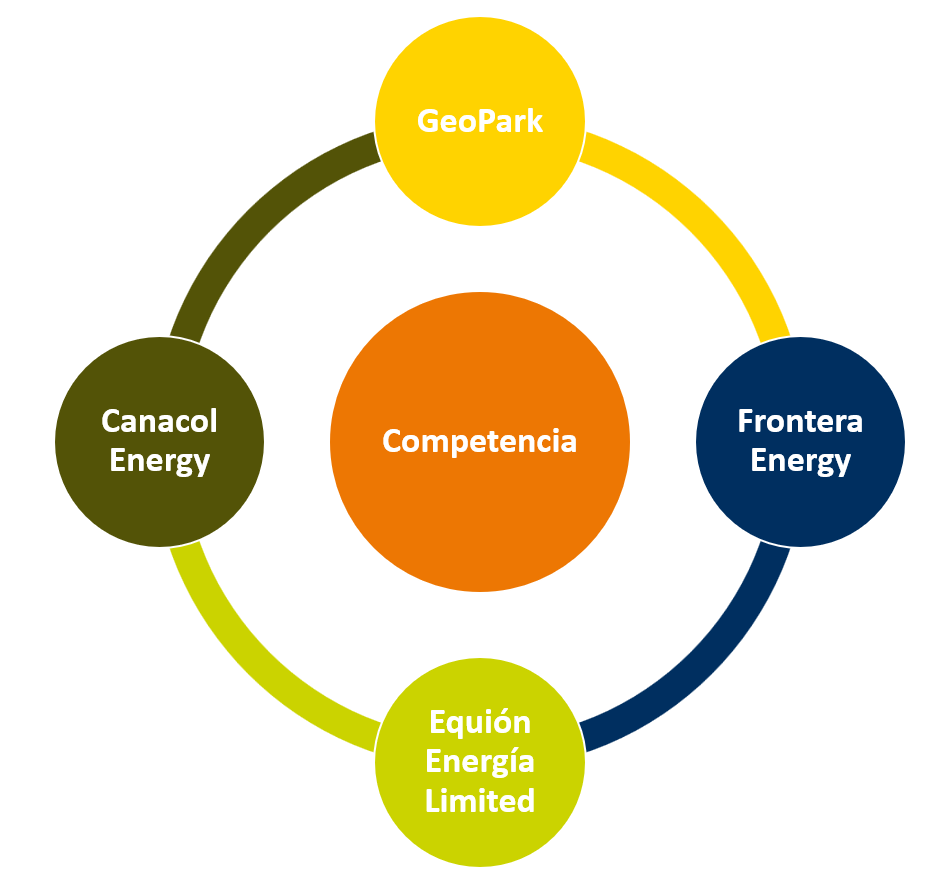 GeoPark
Canacol
Energy
Competencia
Frontera
Energy
Equión
Energía
Limited